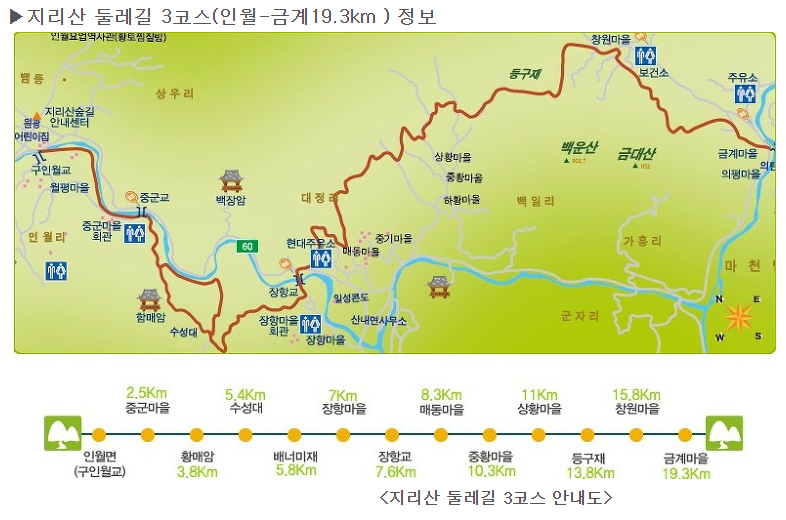 ▶지리산 둘레길 3코스(인월-금계19.3km ) 정보
인월요업역사관(황토찜질방)
창원마을
뱀동
등구재
보건소
주유소
상우리
지리산숲길
안내센터
원광
어린이집
백운산
902.7
금대산
852
금계마을
상황마을
구인월교
중황마을
의탄
의평마을
월평마을
중군교
백장암
대정리
하황마을
백일리
중군마을
회관
인월리
60
현대주유소
중기마을
가흥리
매동마을
마천면
장항교
일성콘도
함매암
N
E
W
S
수성대
장항마을
회관
산내면사무소
군자리
장항마을
2.5Km
5.4Km
7Km
8.3Km
11Km
15.8Km
중군마을
수성대
장항마을
매동마을
상황마을
창원마을
인월면
(구인월교)
황매암
배너미재
장항교
중황마을
등구재
금계마을
3.8Km
5.8Km
7.6Km
10.3Km
13.8Km
19.3Km
<지리산 둘레길 3코스 안내도>